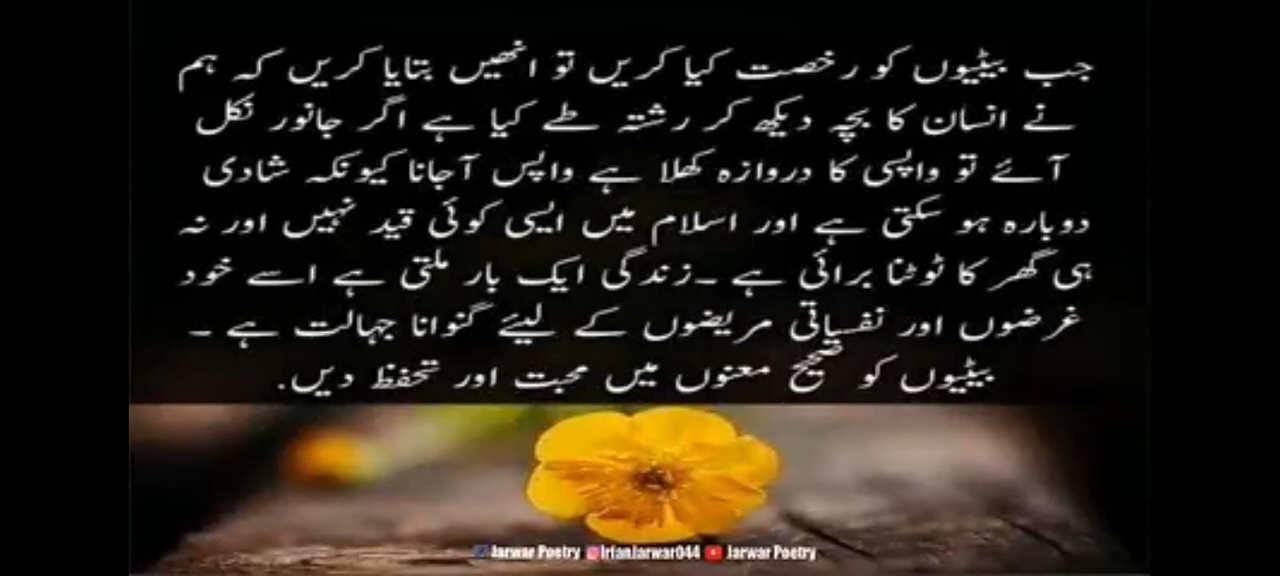 جب بیٹیوں کو رخصت کیا کریں تو انھیں بتایا کریں کہ ہم
نے انسان کا بچہ دیکھ کر رشتہ طے کیا ہے اگر جانور نکل
آئے تو واپسی کا دروازہ کھلا ہے واپس آجانا کیونکہ شادی
دوبارہ ہو سکتی ہے اور اسلام میں ایسی کوئی قید نہیں اور نہ
ہی گھر کا ٹوٹنا برائی ہے ۔زندگی ایک بار ملتی ہے اسے خود
غرضوں اور نفسیاتی مریضوں کے لیئے گنوانا جہالت ہے ۔
بیٹیوں کو صحیح معنوں میں محبت اور تحفظ دیں.
Jarwar Poetry IrfanJarwar044 Jarwar Poetry